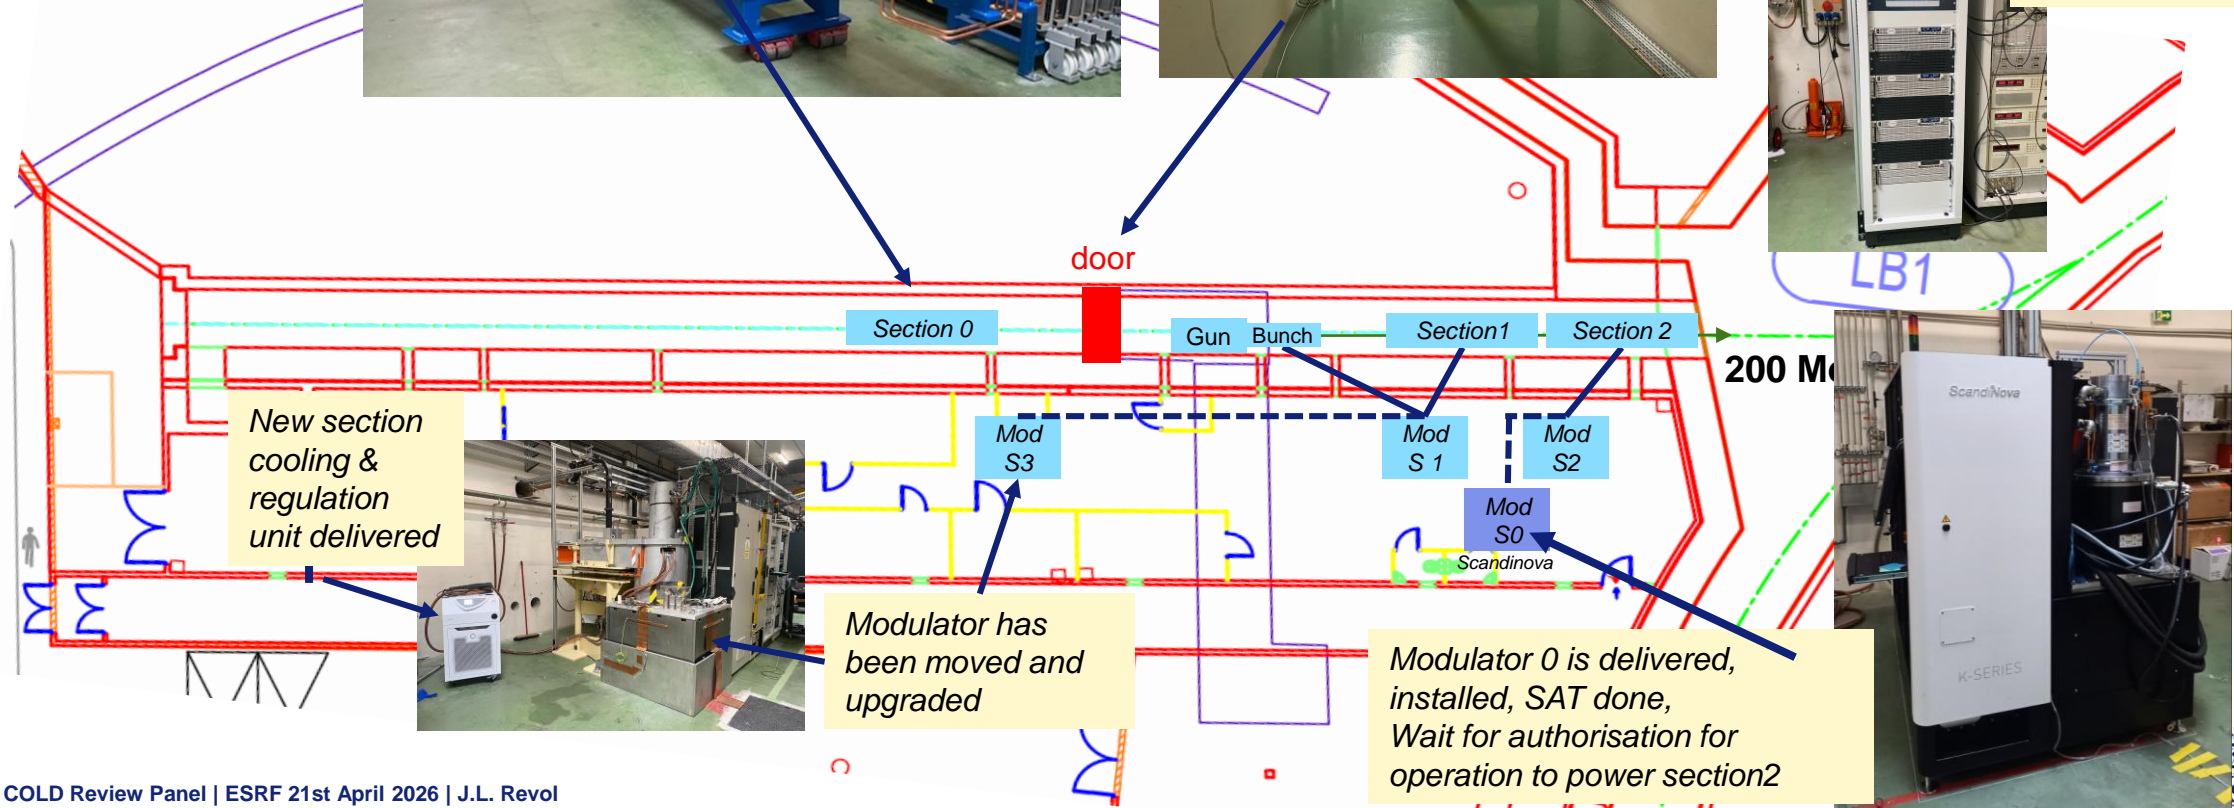 door
LB1
Section 0
Gun
Bunch
Section1
Section 2
200 M
ScandiNova
New section
cooling &
regulation
unit delivered
Mod
S3
Mod
S 1
Mod
S2
Mod
S0
Scandinova
Modulator has
been moved and
upgraded
Modulator 0 is delivered,
installed, SAT done,
Wait for authorisation for
operation to power section2
K-SERIES
COLD Review Panel | ESRF 21st April 2026 | J.L. Revol